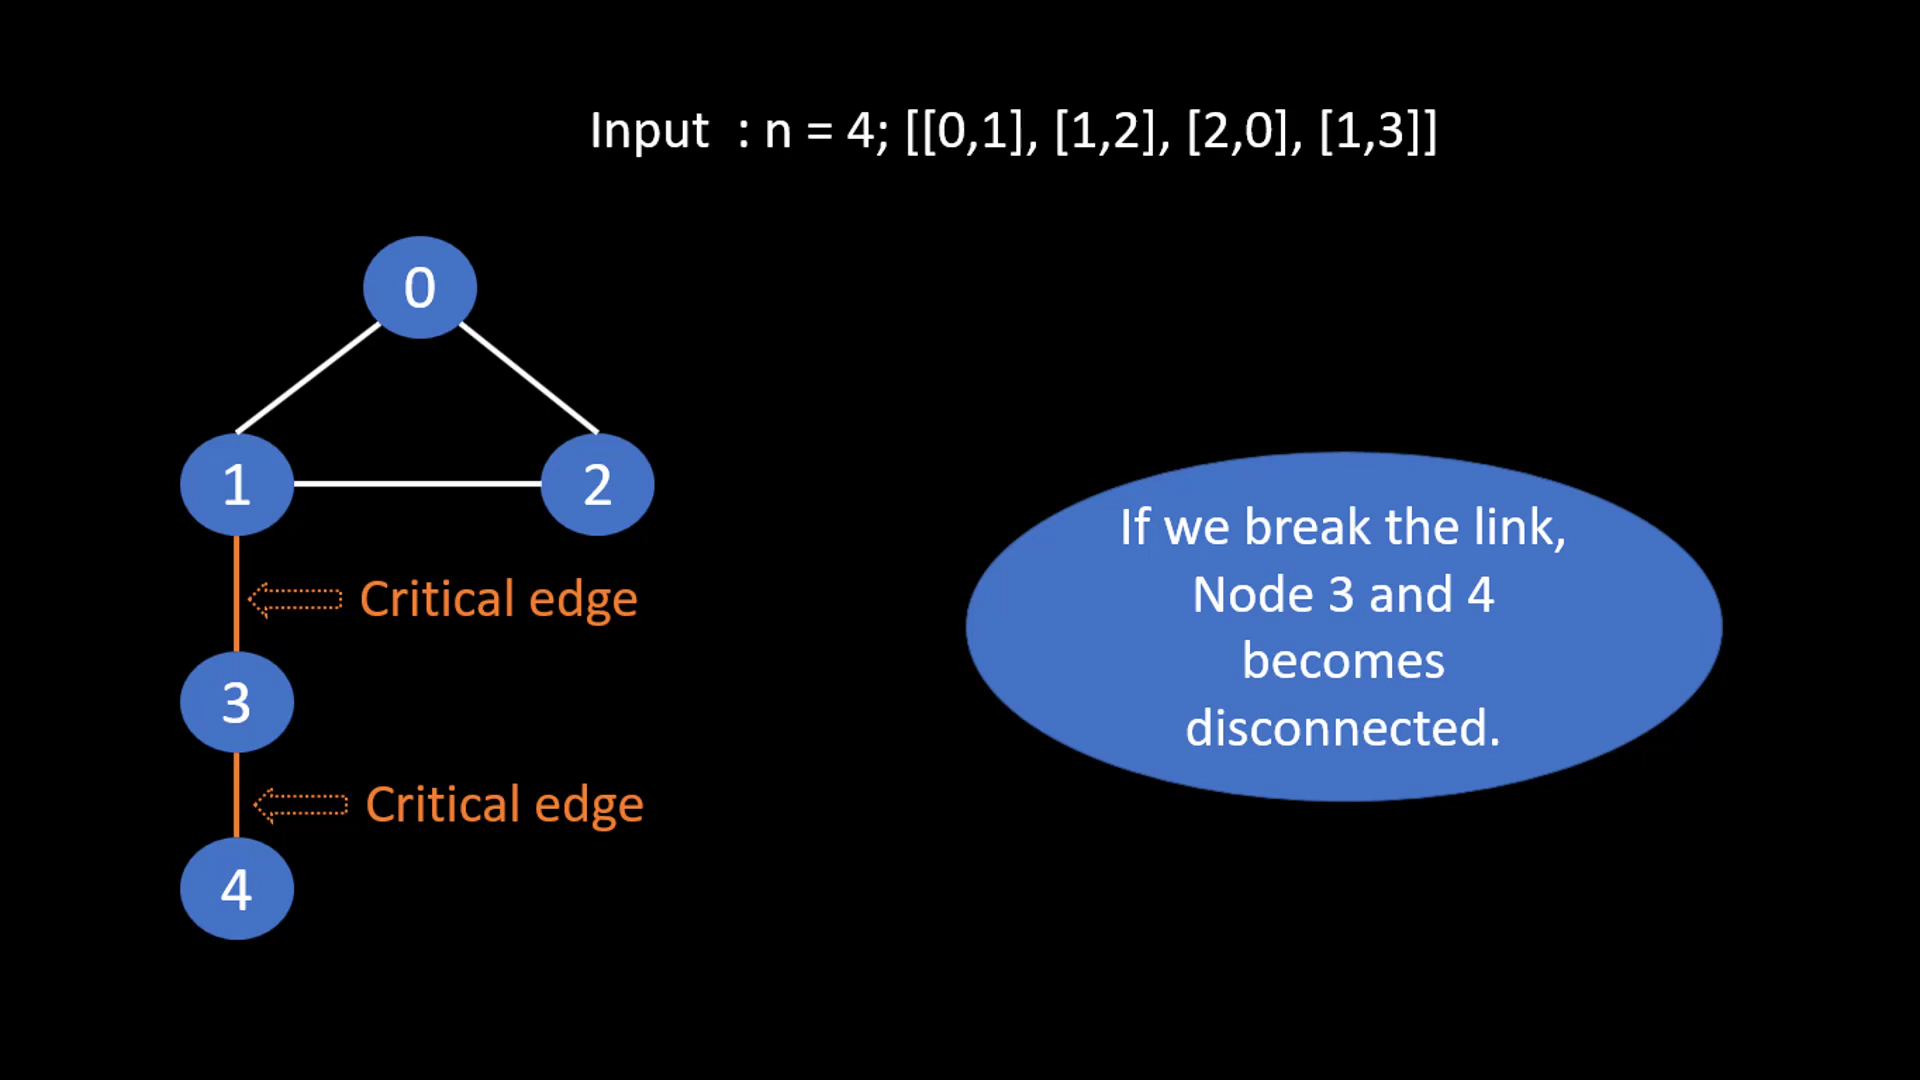 Input  : n = 4; [[0,1], [1,2], [2,0], [1,3]]
0
1
2
Critical edge
3
Critical edge
4
If we break the link,
Node 3 and 4
becomes
disconnected.